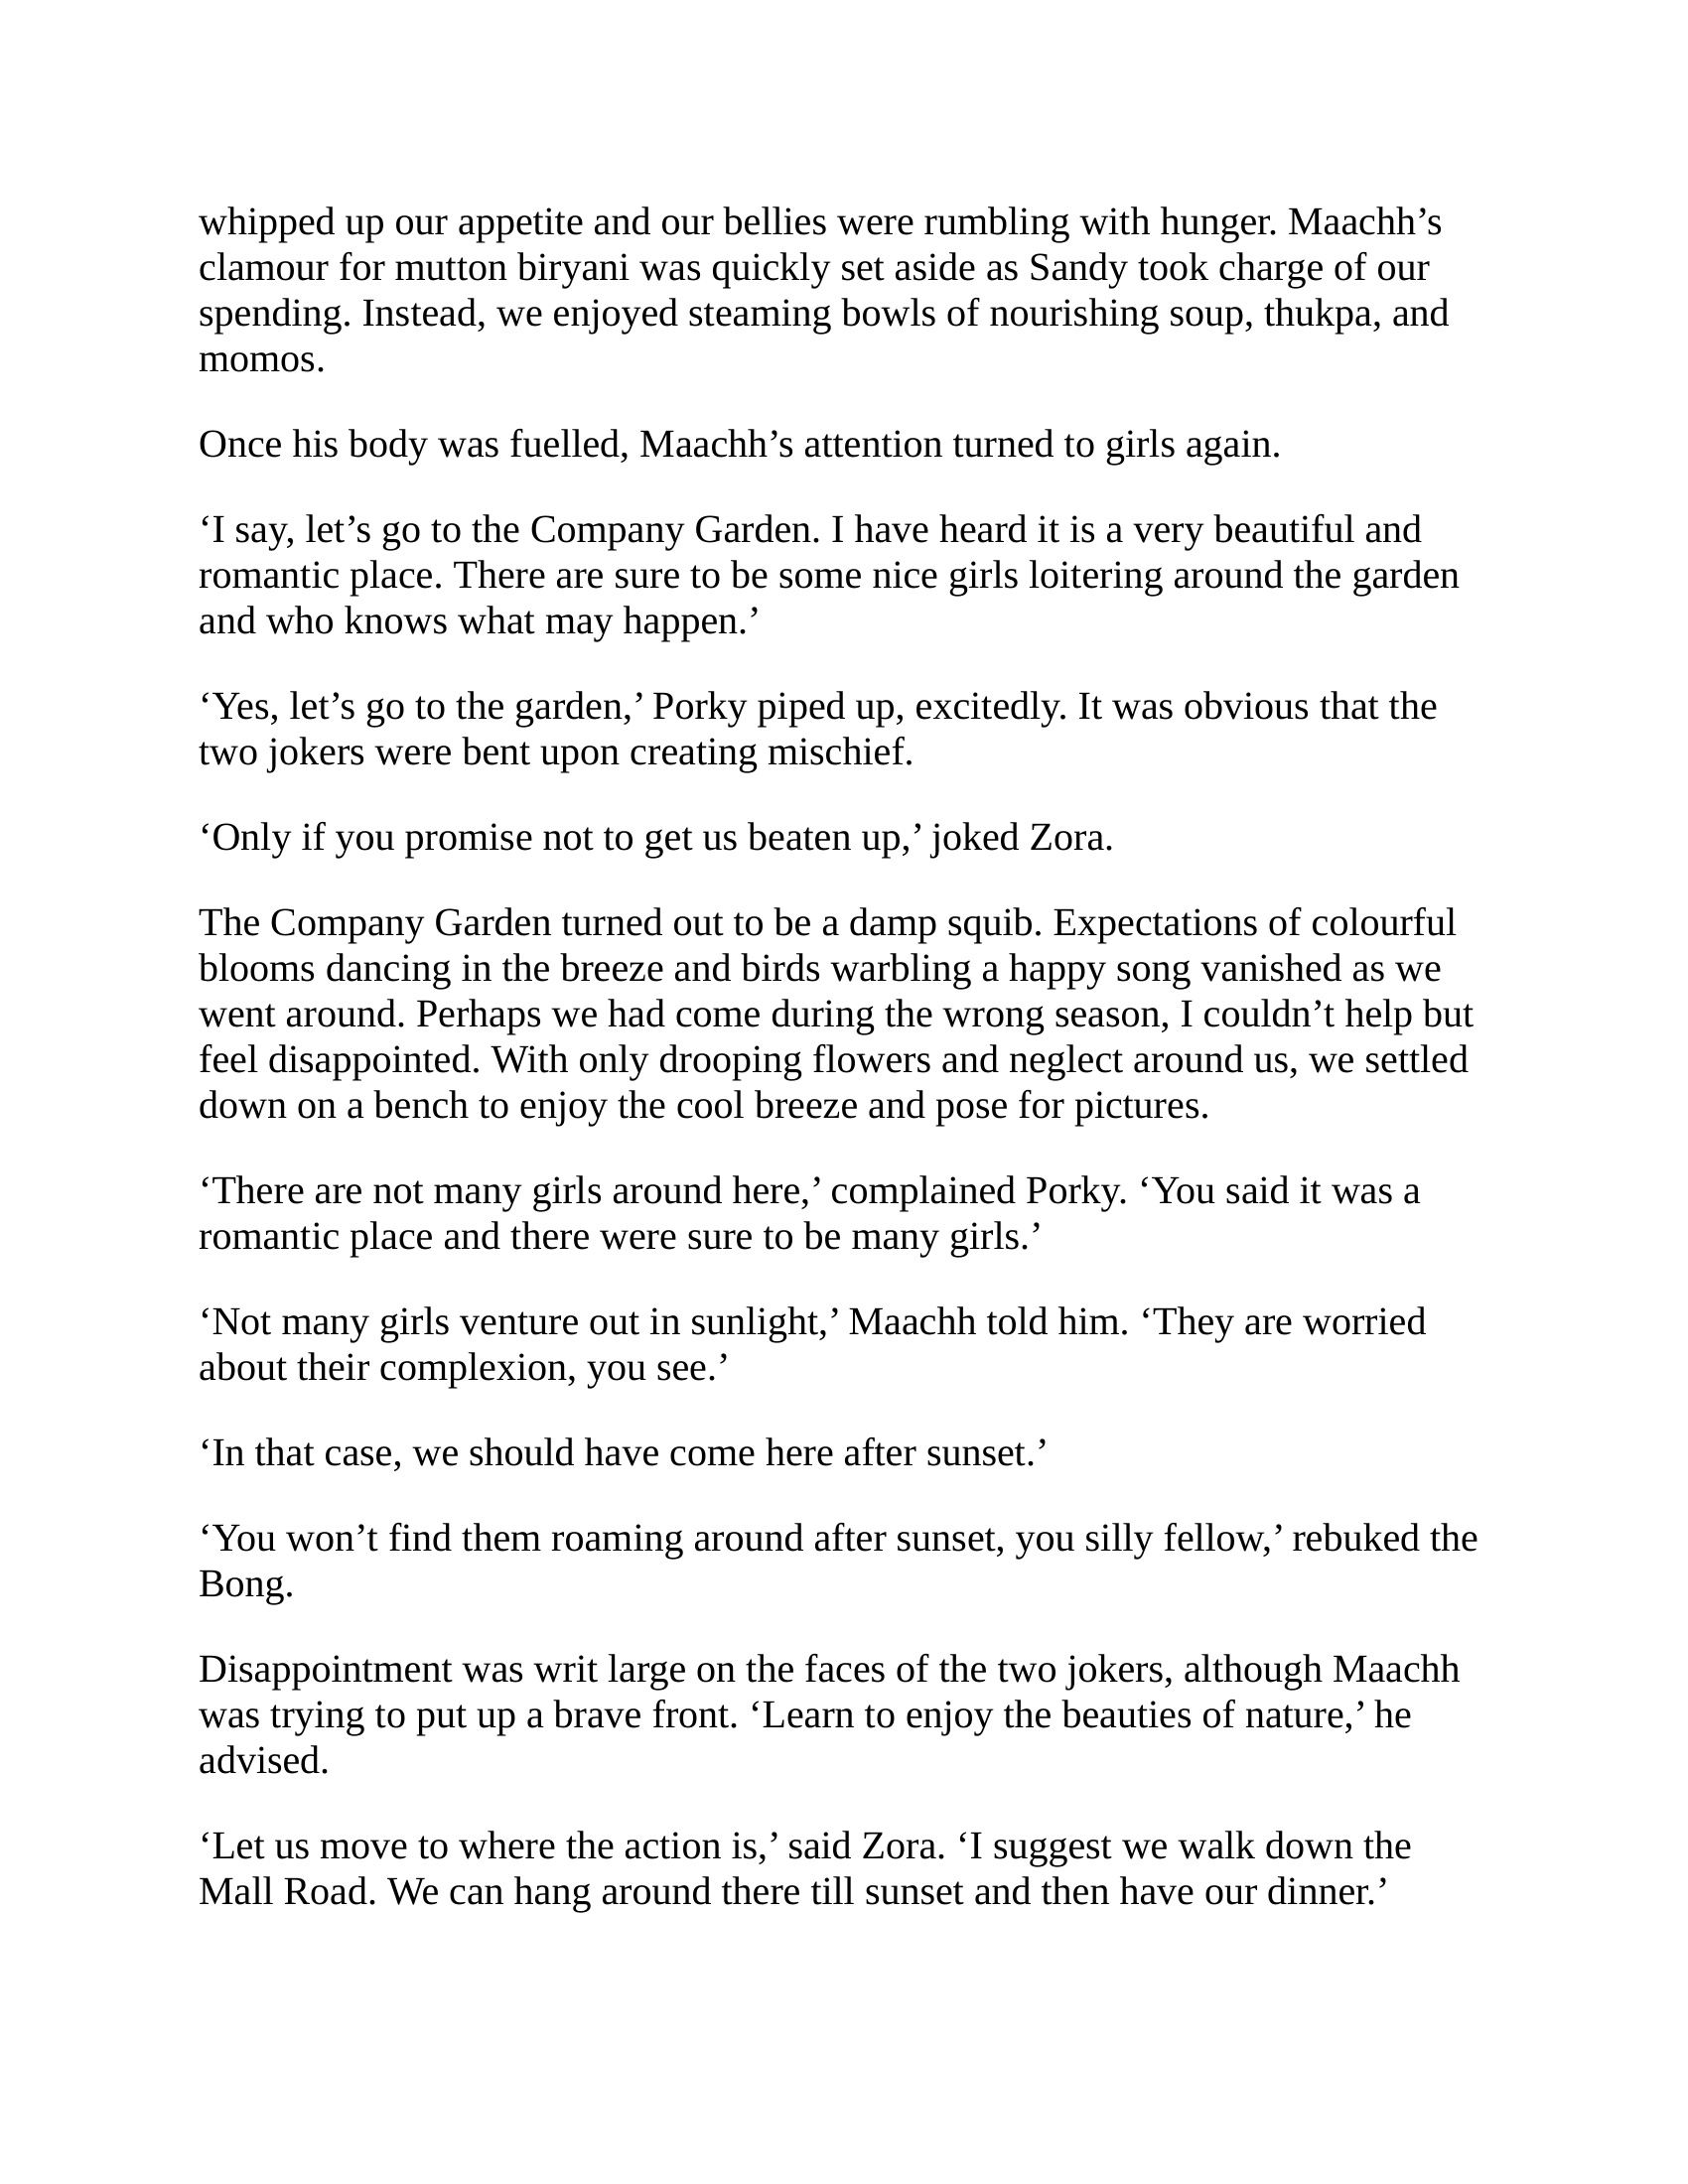 whipped up our appetite and our bellies were rumbling with hunger. Maachh’s
clamour for mutton biryani was quickly set aside as Sandy took charge of our
spending. Instead, we enjoyed steaming bowls of nourishing soup, thukpa, and
momos.
Once his body was fuelled, Maachh’s attention turned to girls again.
‘I say, let’s go to the Company Garden. I have heard it is a very beautiful and
romantic place. There are sure to be some nice girls loitering around the garden
and who knows what may happen.’
‘Yes, let’s go to the garden,’ Porky piped up, excitedly. It was obvious that the
two jokers were bent upon creating mischief.
‘Only if you promise not to get us beaten up,’ joked Zora.
The Company Garden turned out to be a damp squib. Expectations of colourful
blooms dancing in the breeze and birds warbling a happy song vanished as we
went around. Perhaps we had come during the wrong season, I couldn’t help but
feel disappointed. With only drooping flowers and neglect around us, we settled
down on a bench to enjoy the cool breeze and pose for pictures.
‘There are not many girls around here,’ complained Porky. ‘You said it was a
romantic place and there were sure to be many girls.’
‘Not many girls venture out in sunlight,’ Maachh told him. ‘They are worried
about their complexion, you see.’
‘In that case, we should have come here after sunset.’
‘You won’t find them roaming around after sunset, you silly fellow,’ rebuked the
Bong.
Disappointment was writ large on the faces of the two jokers, although Maachh
was trying to put up a brave front. ‘Learn to enjoy the beauties of nature,’ he
advised.
‘Let us move to where the action is,’ said Zora. ‘I suggest we walk down the
Mall Road. We can hang around there till sunset and then have our dinner.’